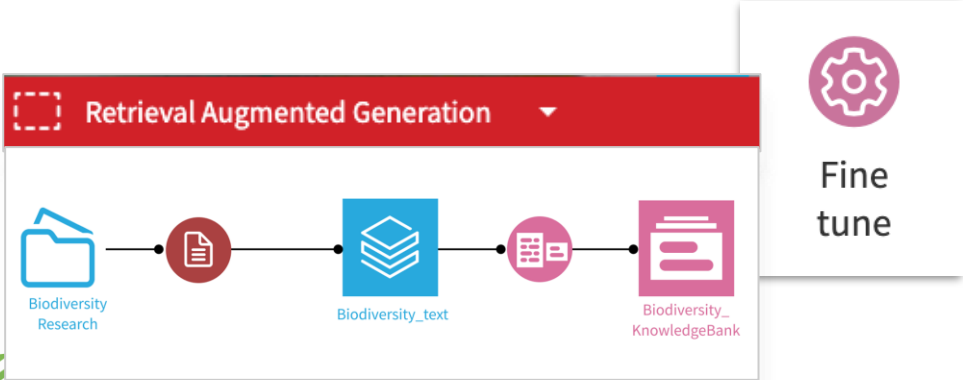 Retrieval Augmented Generation
Fine
tune
Biodiversity
Research
Biodiversity_text
Biodiversity_
KnowledgeBank